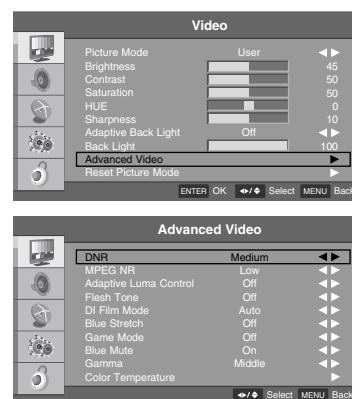 Video
Picture Mode User
Brightness 45
Contrast 50
Saturation 50
HUE 0
Sharpness 10
Adaptive Back Light Off
Back Light 100
Advanced Video
Reset Picture Mode
ENTER OK Select MENU Back
Advanced Video
DNR Medium
MPEG NR Low
Adaptive Luma Control Off
Flesh Tone Off
DI Film Mode Auto
Blue Stretch Off
Game Mode Off
Blue Mute On
Gamma Middle
Color Temperature
Select MENU Back